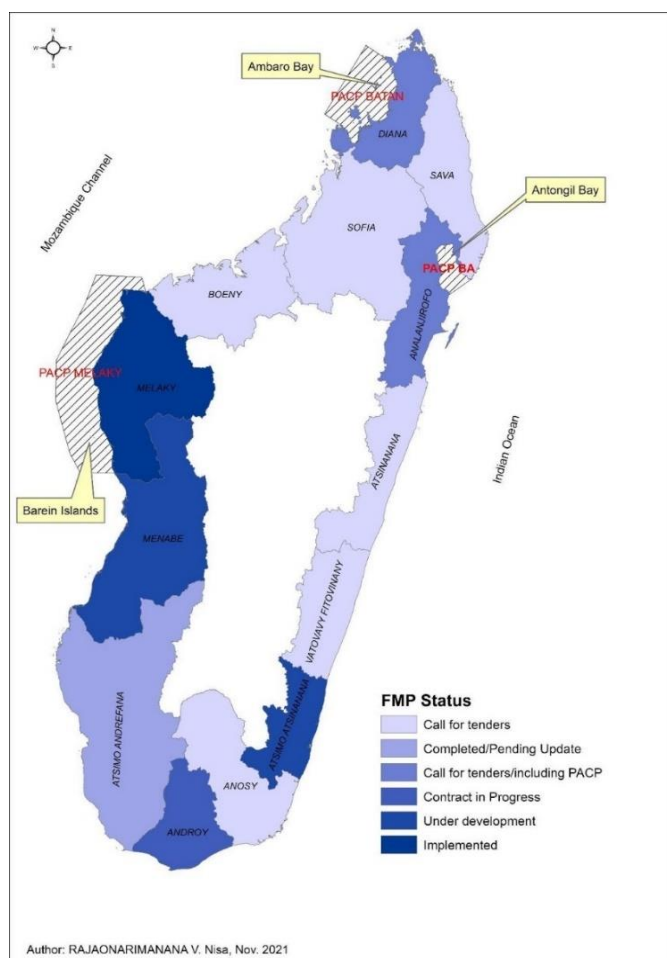 N
W E
S
Ambaro Bay
PACP BATAN
DIANA
SAVA
Mozambique Channel
Antongil Bay
SOFIA
PACP BA
BOENY
ANALANJIROFO
PACP MELAKY
MELAKY
Indian Ocean
ATSINANANA
Barein Islands
MENABE
VATOVAVY FITOVINANY
ATSIMO ANDREFANA
ATSIMO ATSINANANA
ANOSY
ANDROY
FMP Status
Call for tenders
Completed/Pending Update
Call for tenders/including PACP
Contract in Progress
Under development
Implemented
Author: RAJAONARIMANANA V. Nisa, Nov. 2021